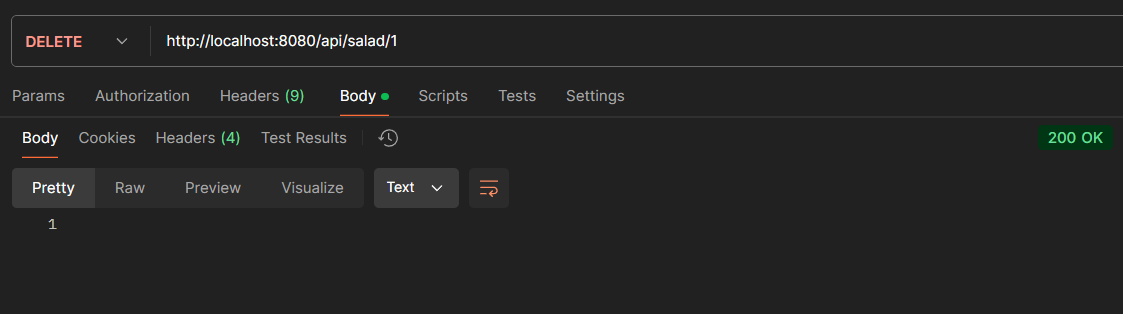 DELETE http://localhost:8080/api/salad/1
Params Authorization Headers (9) Body Scripts Tests Settings
Body Cookies Headers (4) Test Results 200 OK
Pretty Raw Preview Visualize Text
1